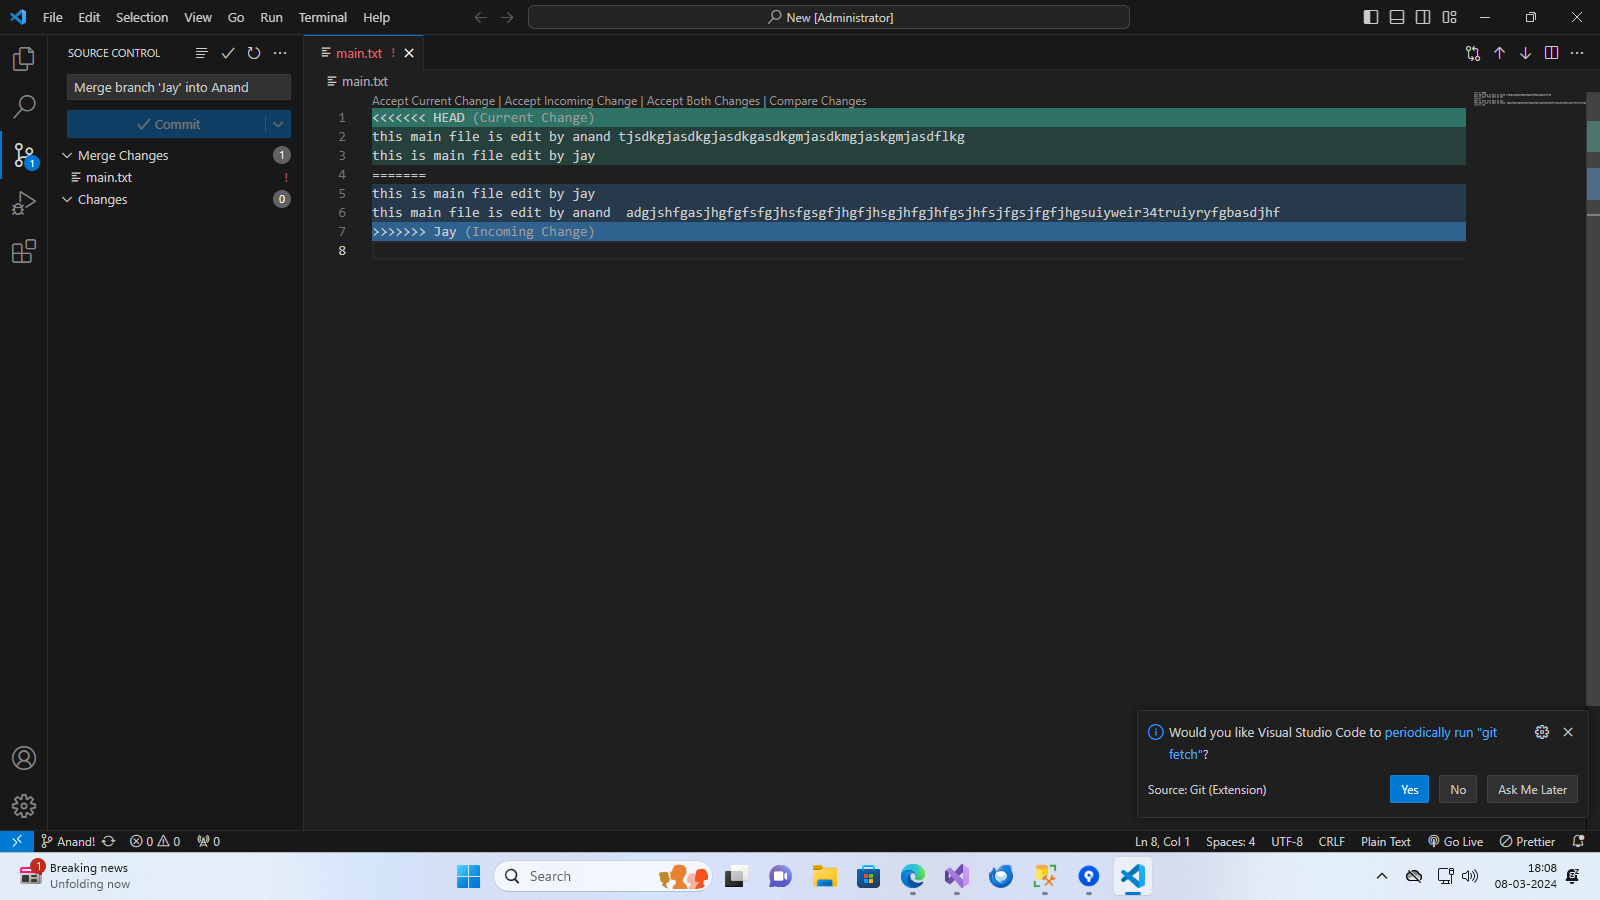 File Edit Selection View Go Run Terminal Help
New [Administrator]
SOURCE CONTROL
main.txt !
Merge branch 'Jay' into Anand
main.txt
Commit
Merge Changes 1
main.txt !
Changes 0
Accept Current Change | Accept Incoming Change | Accept Both Changes | Compare Changes
1 <<<<<<< HEAD (Current Change)
2 this main file is edit by anand tjsdkgjasdkgjasdkgasdkgmjasdkmgjaskgmjasdflkg
3 this is main file edit by jay
4 =======
5 this is main file edit by jay
6 this main file is edit by anand  adgjshfgasjhgfgfsfgjhsfgsgfjhgfjhsgjhfgjhfgsjhfsjfgsjfgfjhgsuiyweir34truiyryfgbasdjhf
7 >>>>>>> Jay (Incoming Change)
8
Would you like Visual Studio Code to periodically run "git
fetch"?
Source: Git (Extension)
Yes No Ask Me Later
1
Anand! 0 0 0
Ln 8, Col 1 Spaces: 4 UTF-8 CRLF Plain Text Go Live Prettier
1 Breaking news
Unfolding now
Search
18:08
08-03-2024